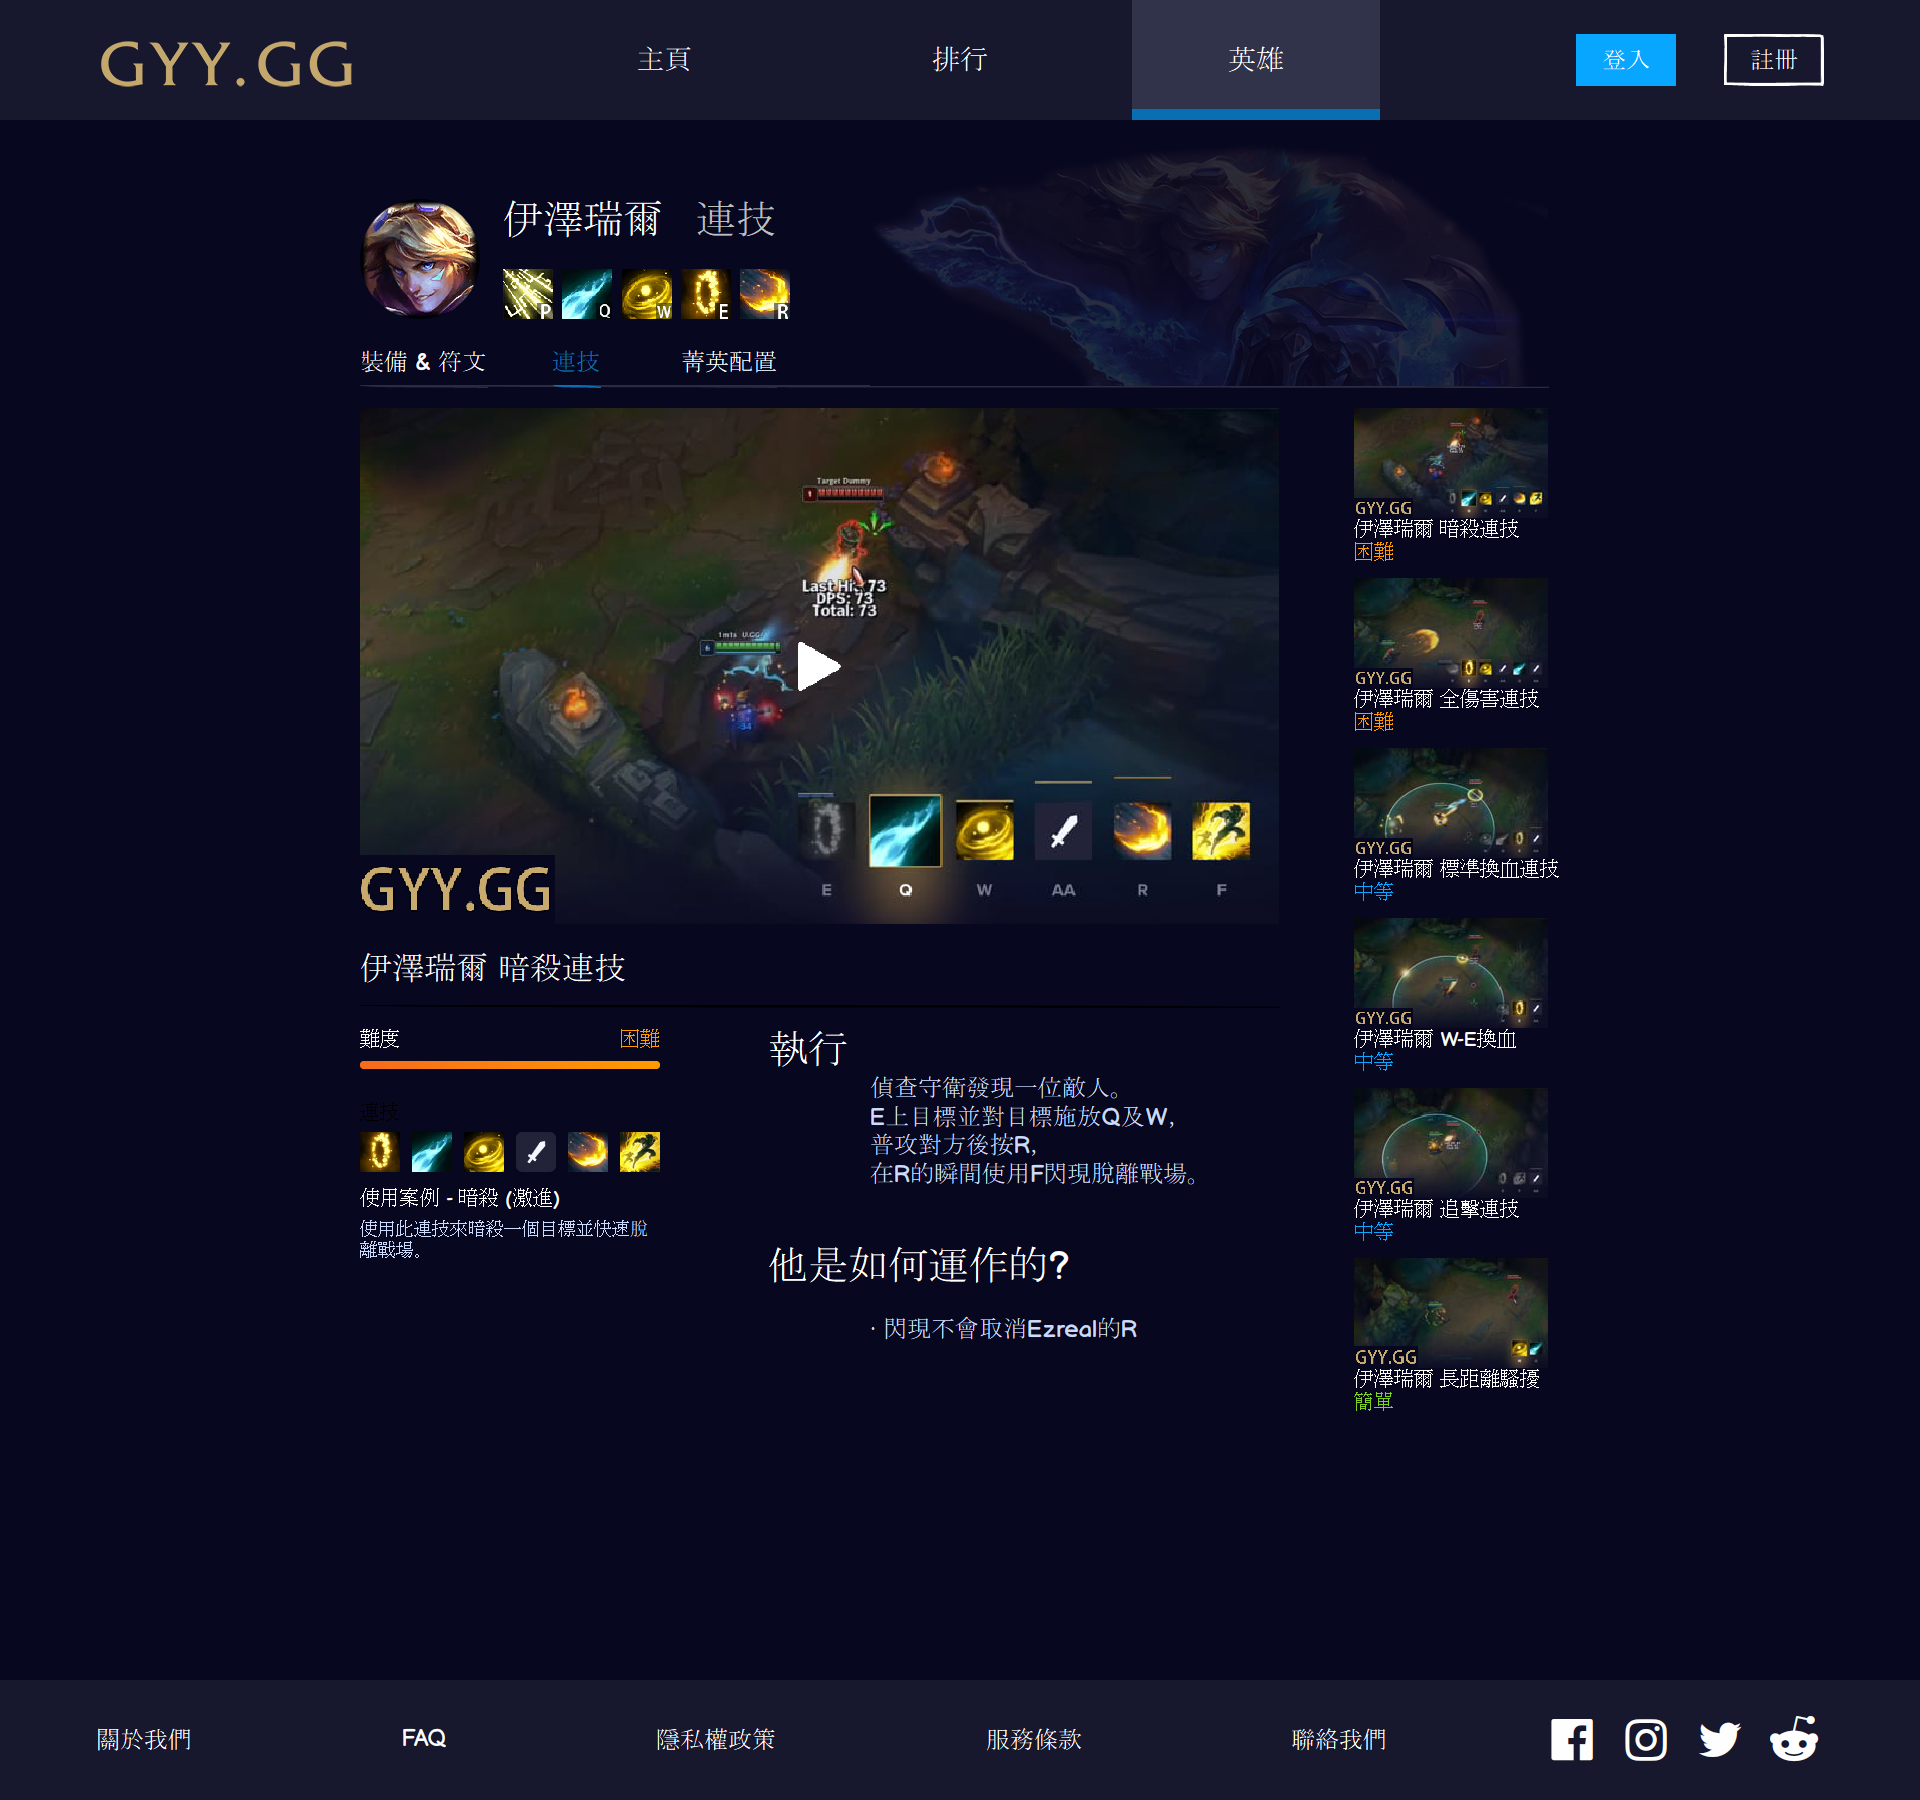 GYY.GG
主頁
排行
英雄
登入
註冊
伊澤瑞爾 連技
P
Q
W
E
R
裝備 & 符文
連技
菁英配置
Target Dummy
1
Last Hit: 73
DPS: 73
Total: 73
6
E
Q
W
AA
R
F
GYY.GG
伊澤瑞爾 暗殺連技
難度
困難
連技
使用案例 - 暗殺 (激進)
使用此連技來暗殺一個目標並快速脫
離戰場。
執行
偵查守衛發現一位敵人。
E上目標並對目標施放Q及W,
普攻對方後按R,
在R的瞬間使用F閃現脫離戰場。
他是如何運作的?
· 閃現不會取消Ezreal的R
GYY.GG
伊澤瑞爾 暗殺連技
困難
GYY.GG
伊澤瑞爾 全傷害連技
困難
GYY.GG
伊澤瑞爾 標準換血連技
中等
GYY.GG
伊澤瑞爾 W-E換血
中等
GYY.GG
伊澤瑞爾 追擊連技
中等
GYY.GG
伊澤瑞爾 長距離騷擾
簡單
關於我們
FAQ
隱私權政策
服務條款
聯絡我們